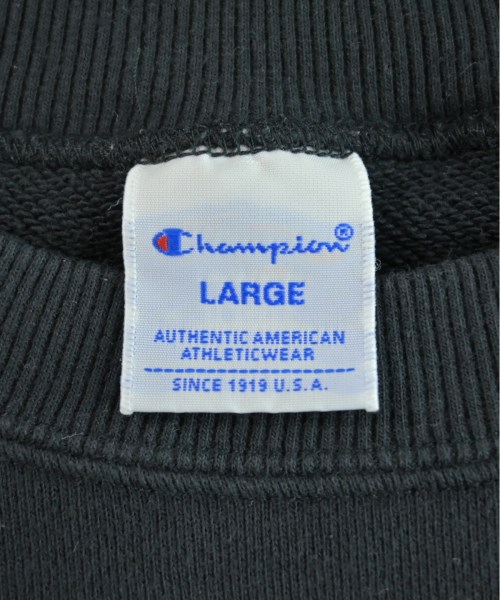 Champion®
LARGE
AUTHENTIC AMERICAN
ATHLETICWEAR
SINCE 1919 U.S.A.